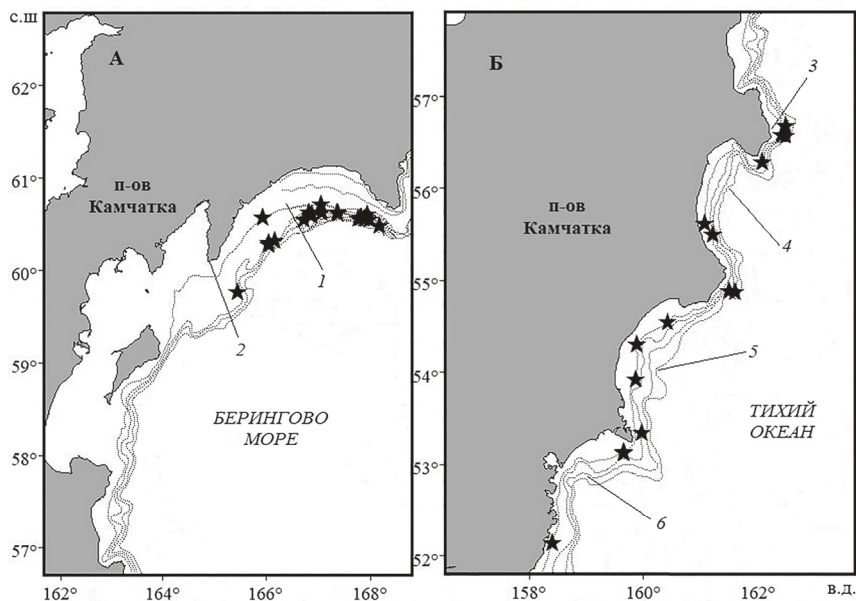 с.ш
А
62°
61°
60°
59°
58°
57°
п-ов
Камчатка
1
2
БЕРИНГОВО
МОРЕ
162°
164°
166°
168°
Б
57°
56°
55°
54°
53°
52°
п-ов
Камчатка
3
4
5
6
ТИХИЙ
ОКЕАН
158°
160°
162°
в.д.